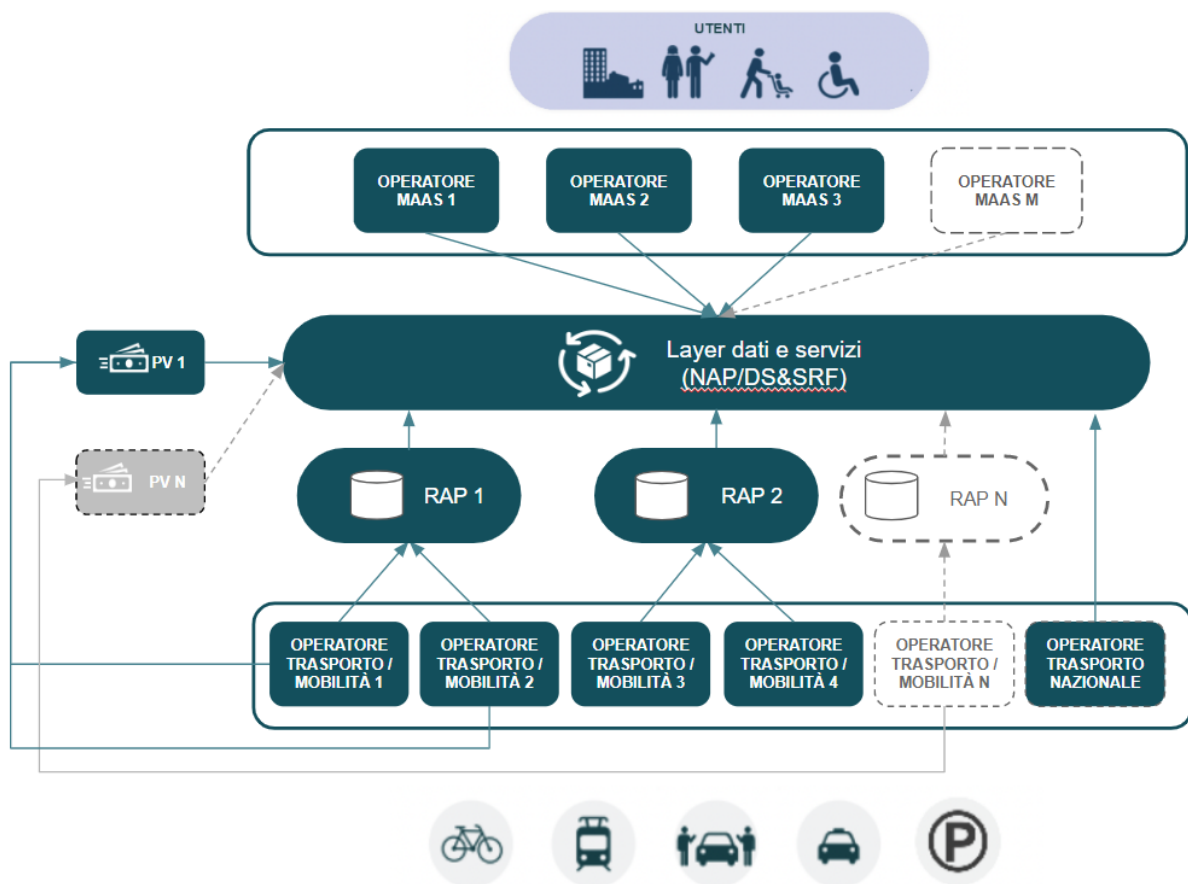 UTENTI
OPERATORE
MAAS 1
OPERATORE
MAAS 2
OPERATORE
MAAS 3
OPERATORE
MAAS M
Layer dati e servizi
(NAP/DS&SRF)
PV 1
PV N
RAP 1
RAP 2
RAP N
OPERATORE
TRASPORTO /
MOBILITÀ 1
OPERATORE
TRASPORTO /
MOBILITÀ 2
OPERATORE
TRASPORTO /
MOBILITÀ 3
OPERATORE
TRASPORTO /
MOBILITÀ 4
OPERATORE
TRASPORTO /
MOBILITÀ N
OPERATORE
TRASPORTO
NAZIONALE
P